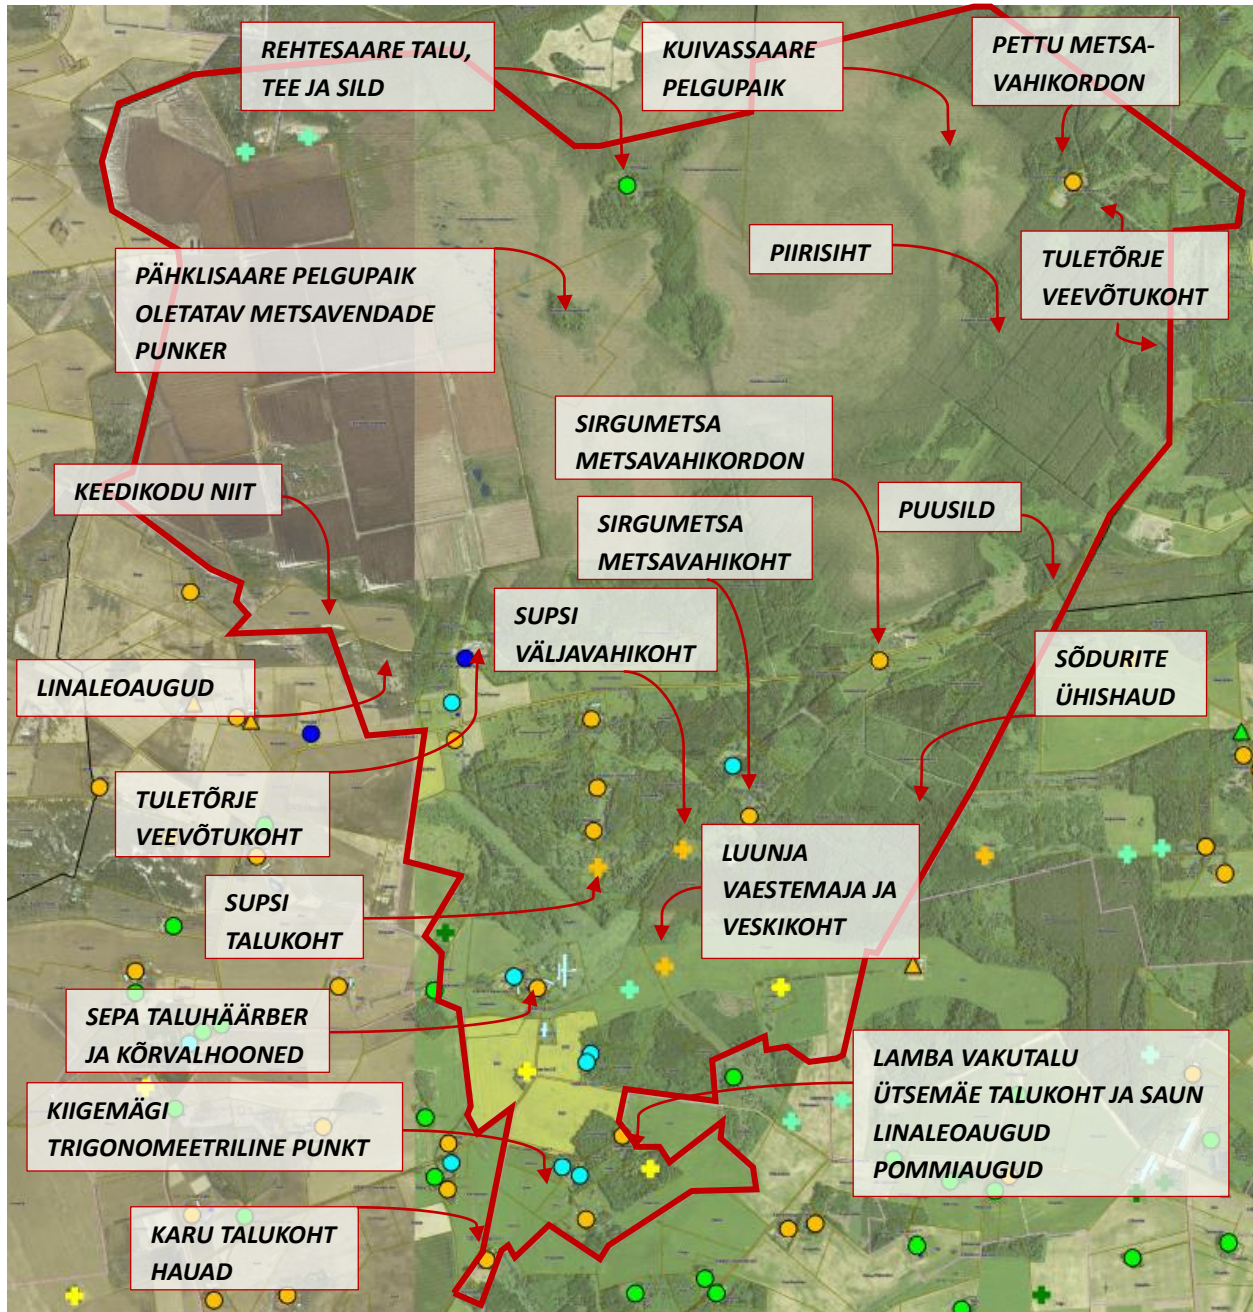 REHTESAARE TALU,
TEE JA SILD
KUIVASSAARE
PELGUPAIK
PETTU METSA-
VAHIKORDON
PÄHKLISAARE PELGUPAIK
OLETATAV METSAVENDADE
PUNKER
PIIRISIHT
TULETÕRJE
VEEVÕTUKOHT
SIRGUMETSA
METSAVAHIKORDON
KEEDIKODU NIIT
PUUSILD
SIRGUMETSA
METSAVAHIKOHT
SUPSI
VÄLJAVAHIKOHT
SÕDURITE
ÜHISHAUD
LINALEOAUGUD
TULETÕRJE
VEEVÕTUKOHT
LUUNJA
VAESTEMAJA JA
VESKIKOHT
SUPSI
TALUKOHT
SEPA TALUHÄÄRBER
JA KÕRVALHOONED
LAMBA VAKUTALU
ÜTSEMÄE TALUKOHT JA SAUN
LINALEOAUGUD
POMMIAUGUD
KIIGEMÄGI
TRIGONOMEETRILINE PUNKT
KARU TALUKOHT
HAUAD